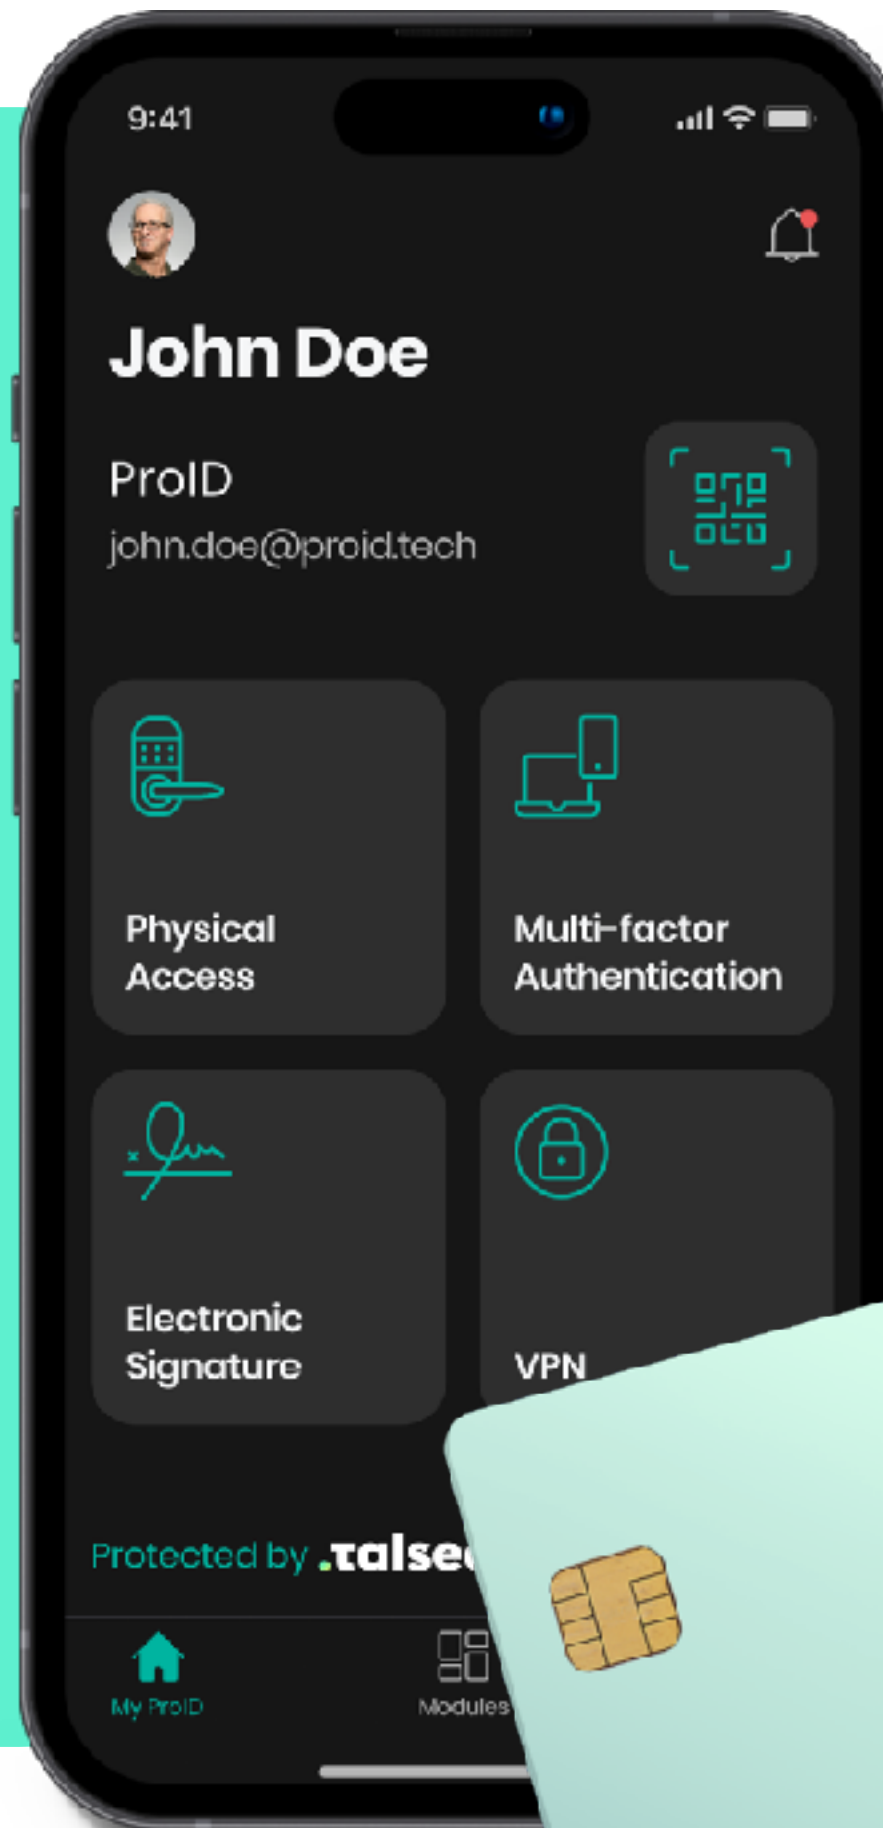 9:41
John Doe
ProID
john.doe@proid.tech
Physical
Access
Multi-factor
Authentication
Electronic
Signature
VPN
Protected by
My ProID
Modules